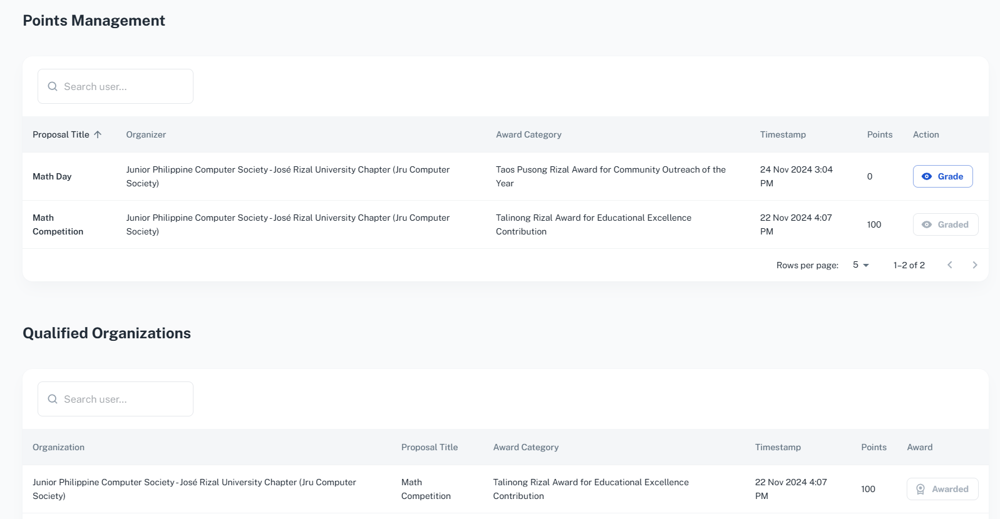 Points Management
Search user...
Proposal Title Organizer Award Category Timestamp Points Action
Math Day
Junior Philippine Computer Society - José Rizal University Chapter (Jru Computer
Society)
Taos Pusong Rizal Award for Community Outreach of the
Year
24 Nov 2024 3:04
PM
0
Grade
Math
Competition
Junior Philippine Computer Society - José Rizal University Chapter (Jru Computer
Society)
Talinong Rizal Award for Educational Excellence
Contribution
22 Nov 2024 4:07
PM
100
Graded
Rows per page: 5 1–2 of 2
Qualified Organizations
Search user...
Organization Proposal Title Award Category Timestamp Points Award
Junior Philippine Computer Society - José Rizal University Chapter (Jru Computer
Society)
Math
Competition
Talinong Rizal Award for Educational Excellence
Contribution
22 Nov 2024 4:07
PM
100
Awarded